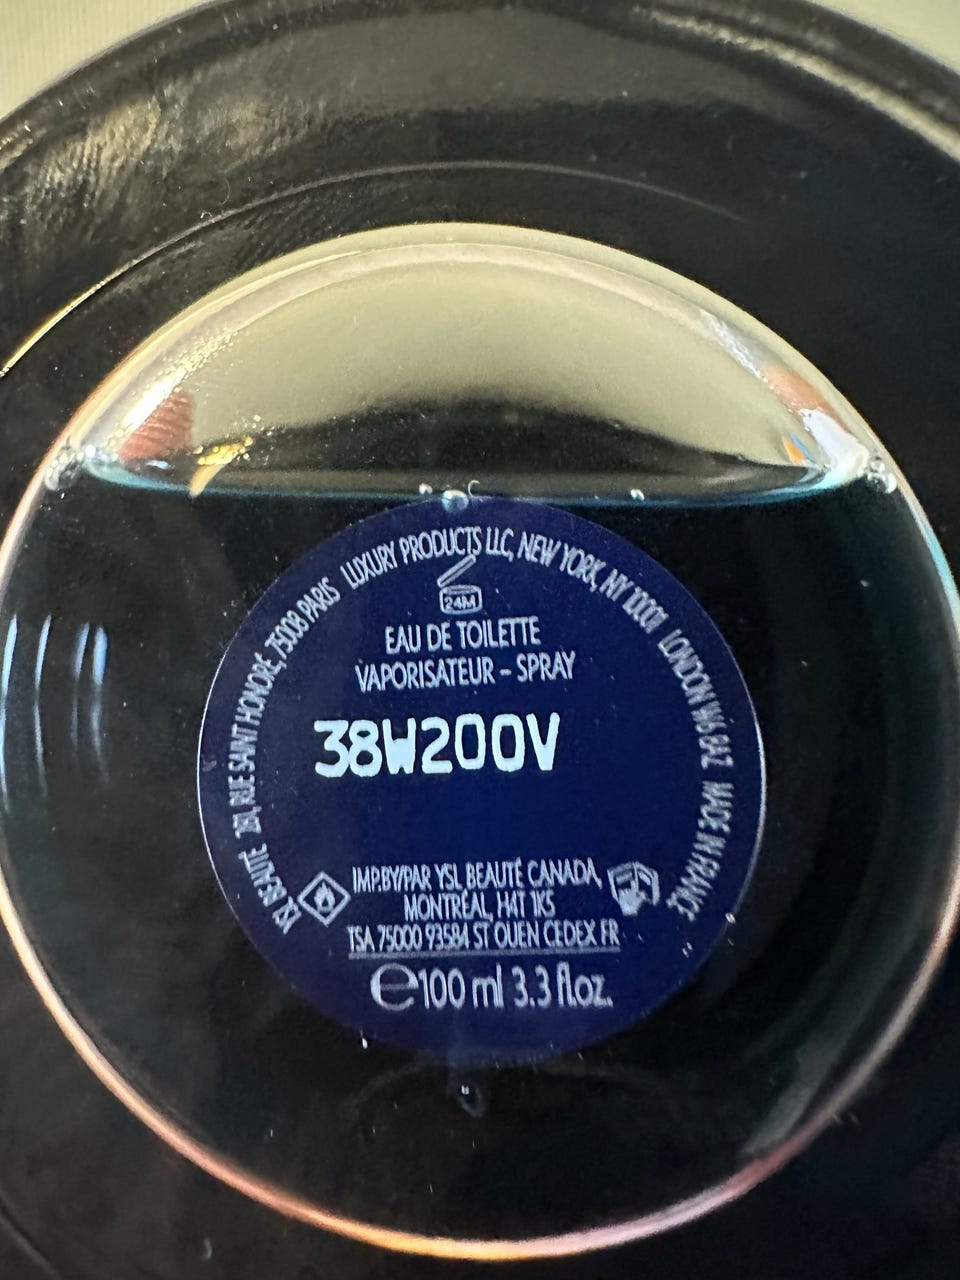 YSL BEAUTÉ 281, RUE SAINT HONORÉ, 75008 PARIS LUXURY PRODUCTS LLC, NEW YORK, NY 10001 LONDON W6 8AZ MADE IN FRANCE
24M
EAU DE TOILETTE
VAPORISATEUR - SPRAY
38W200V
IMP.BY/PAR YSL BEAUTÉ CANADA,
MONTRÉAL, H4T 1K5
TSA 75000 93584 ST OUEN CEDEX FR
℮100 ml 3.3 fl.oz.